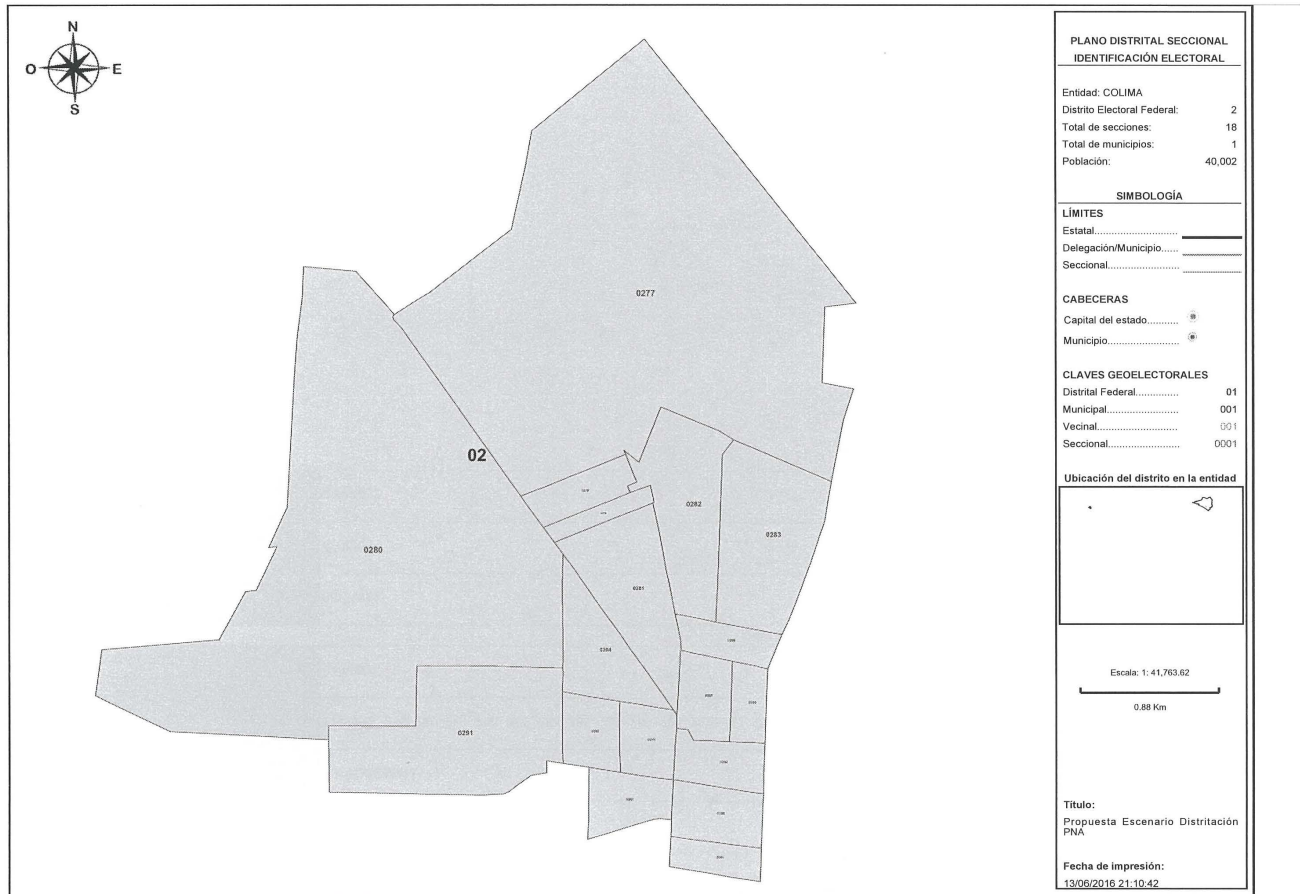 N
O E
S
0277
02
0282
0283
0280
0281
0284
0291
PLANO DISTRITAL SECCIONAL
IDENTIFICACIÓN ELECTORAL
Entidad: COLIMA
Distrito Electoral Federal: 2
Total de secciones: 18
Total de municipios: 1
Población: 40,002
SIMBOLOGÍA
LÍMITES
Estatal............................
Delegación/Municipio......
Seccional........................
CABECERAS
Capital del estado...........
Municipio........................
CLAVES GEOELECTORALES
Distrital Federal.............. 01
Municipal........................ 001
Vecinal........................... 001
Seccional........................ 0001
Ubicación del distrito en la entidad
Escala: 1: 41,763.62
0.88 Km
Título:
Propuesta Escenario Distritación
PNA
Fecha de impresión:
13/06/2016 21:10:42